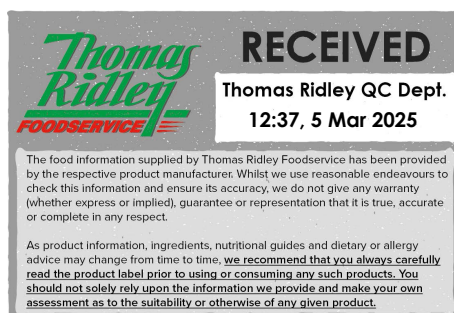 Thomas
Ridley
FOODSERVICE
RECEIVED
Thomas Ridley QC Dept.
12:37, 5 Mar 2025
The food information supplied by Thomas Ridley Foodservice has been provided
by the respective product manufacturer. Whilst we use reasonable endeavours to
check this information and ensure its accuracy, we do not give any warranty
(whether express or implied), guarantee or representation that it is true, accurate
or complete in any respect.
As product information, ingredients, nutritional guides and dietary or allergy
advice may change from time to time, we recommend that you always carefully
read the product label prior to using or consuming any such products. You
should not solely rely upon the information we provide and make your own
assessment as to the suitability or otherwise of any given product.